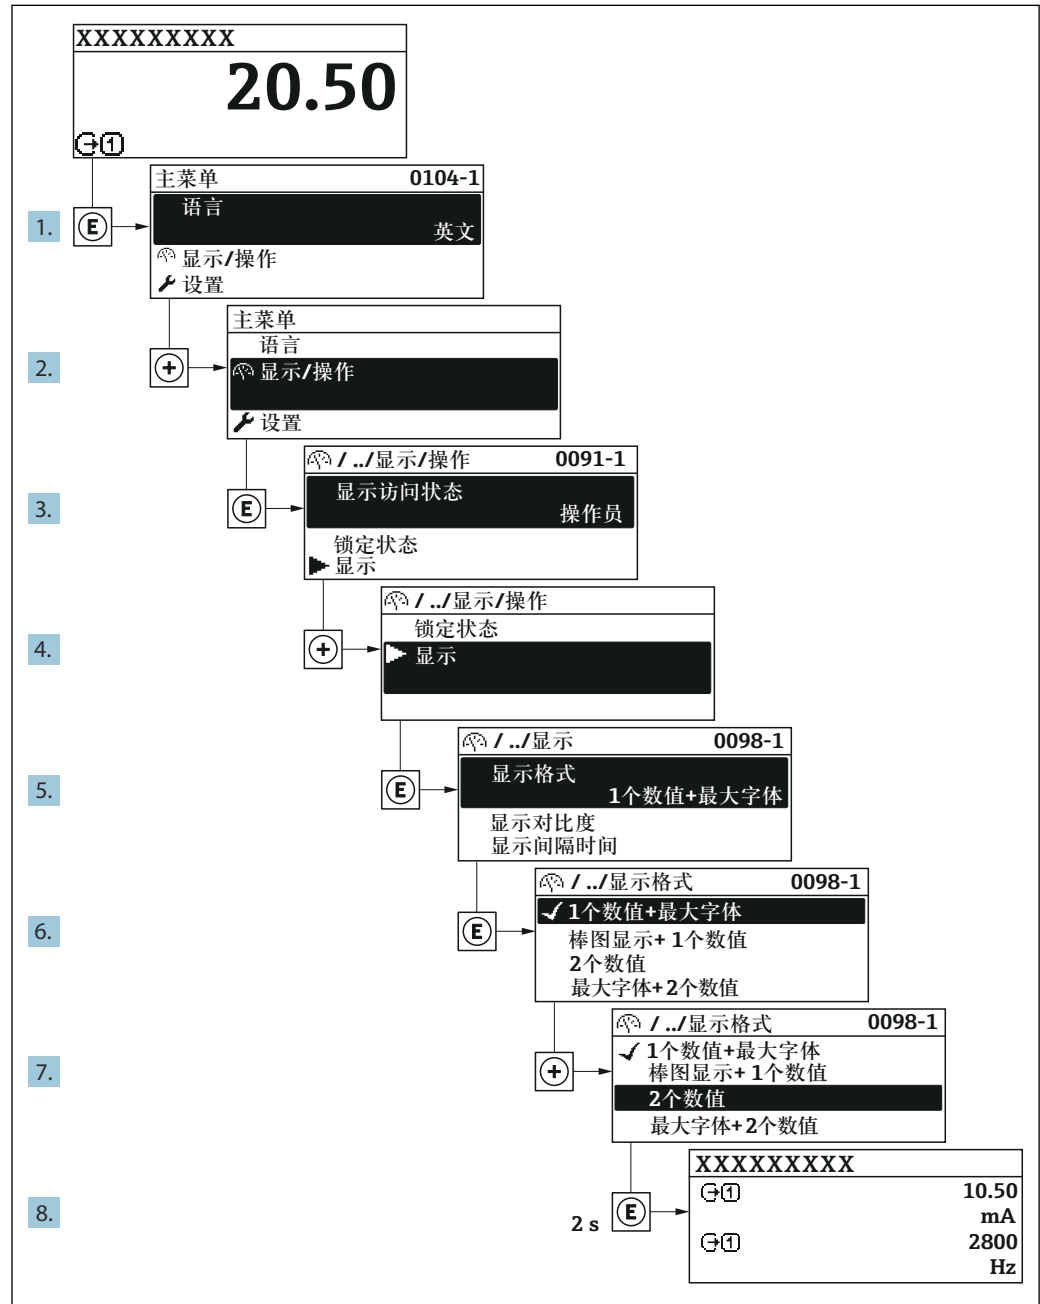 XXXXXXXXX
20.50
1
1.
E
主菜单 0104-1
语言
英文
显示/操作
设置
2.
+
主菜单
语言
显示/操作
设置
3.
E
/ ../显示/操作 0091-1
显示访问状态
操作员
锁定状态
显示
4.
+
/ ../显示/操作
锁定状态
显示
5.
E
/ ../显示 0098-1
显示格式
1个数值+最大字体
显示对比度
显示间隔时间
6.
E
/ ../显示格式 0098-1
1个数值+最大字体
棒图显示+ 1个数值
2个数值
最大字体+2个数值
7.
+
/ ../显示格式 0098-1
1个数值+最大字体
棒图显示+ 1个数值
2个数值
最大字体+2个数值
8.
2 s
E
XXXXXXXXX
1 10.50
mA
1 2800
Hz